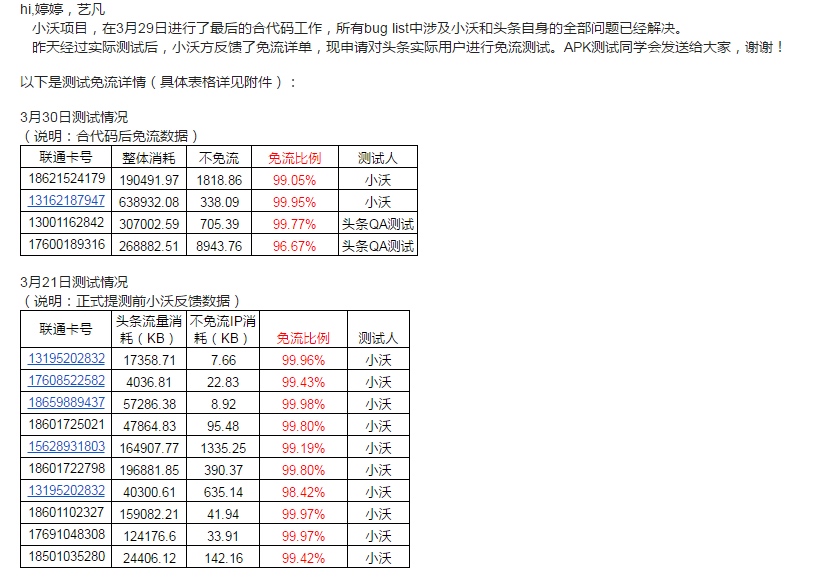 hi,婷婷，艺凡
小沃项目，在3月29日进行了最后的合代码工作，所有bug list中涉及小沃和头条自身的全部问题已经解决。
昨天经过实际测试后，小沃方反馈了免流详单，现申请对头条实际用户进行免流测试。APK测试同学会发送给大家，谢谢！
以下是测试免流详情（具体表格详见附件）：
3月30日测试情况
（说明：合代码后免流数据）
联通卡号 整体消耗 不免流 免流比例 测试人
18621524179 190491.97 1818.86 99.05% 小沃
13162187947 638932.08 338.09 99.95% 小沃
13001162842 307002.59 705.39 99.77% 头条QA测试
17600189316 268882.51 8943.76 96.67% 头条QA测试
3月21日测试情况
（说明：正式提测前小沃反馈数据）
联通卡号 头条流量消耗（KB） 不免流IP消耗（KB） 免流比例 测试人
13195202832 17358.71 7.66 99.96% 小沃
17608522582 4036.81 22.83 99.43% 小沃
18659889437 57286.38 8.92 99.98% 小沃
18601725021 47864.83 95.48 99.80% 小沃
15628931803 164907.77 1335.25 99.19% 小沃
18601722798 196881.85 390.37 99.80% 小沃
13195202832 40300.61 635.14 98.42% 小沃
18601102327 159082.21 41.94 99.97% 小沃
17691048308 124176.6 33.91 99.97% 小沃
18501035280 24406.12 142.16 99.42% 小沃